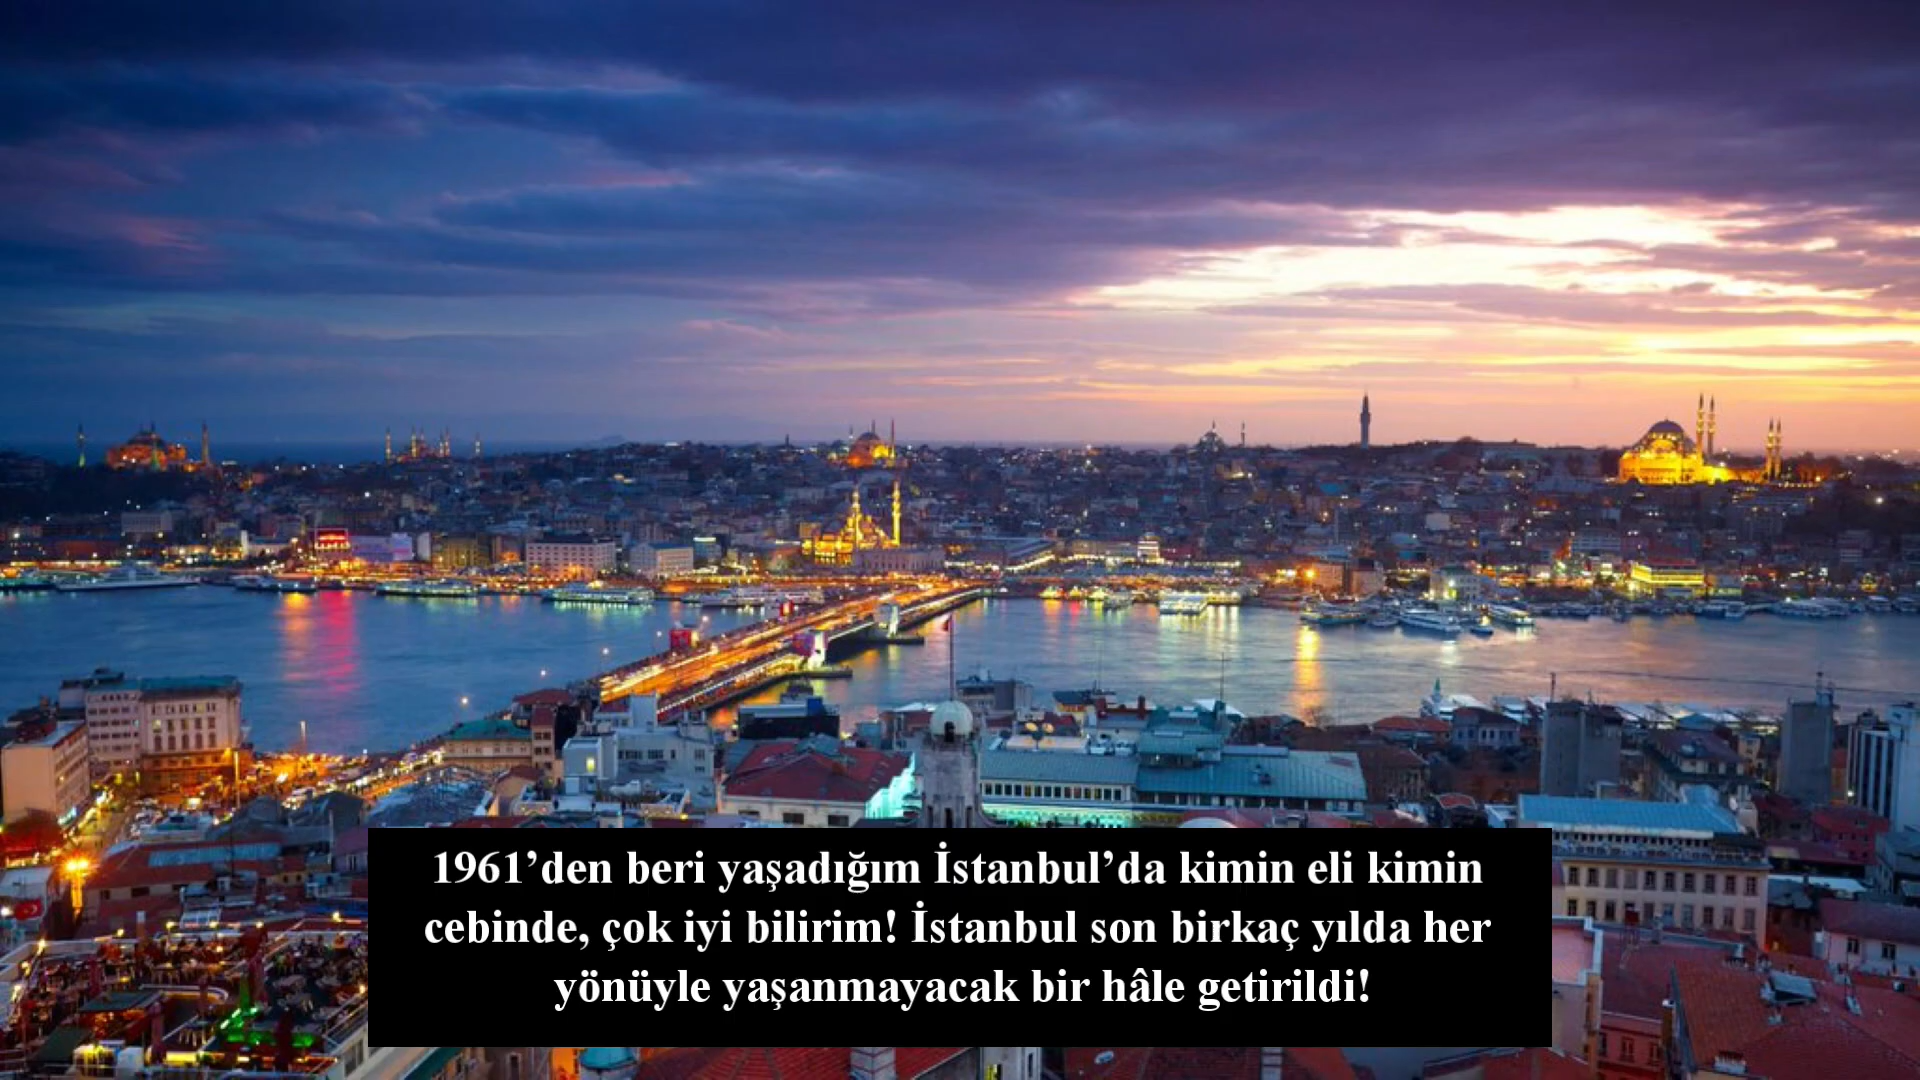 1961’den beri yaşadığım İstanbul’da kimin eli kimin
cebinde, çok iyi bilirim! İstanbul son birkaç yılda her
yönüyle yaşanmayacak bir hâle getirildi!